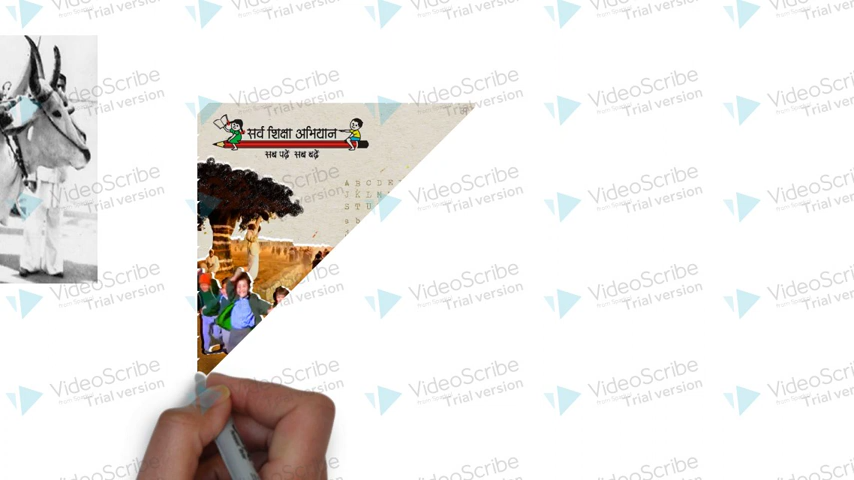 सर्व शिक्षा अभियान
सब पढ़ें सब बढ़ें
A B C D E
J K L N
S T U
a b
VideoScribe
Trial version